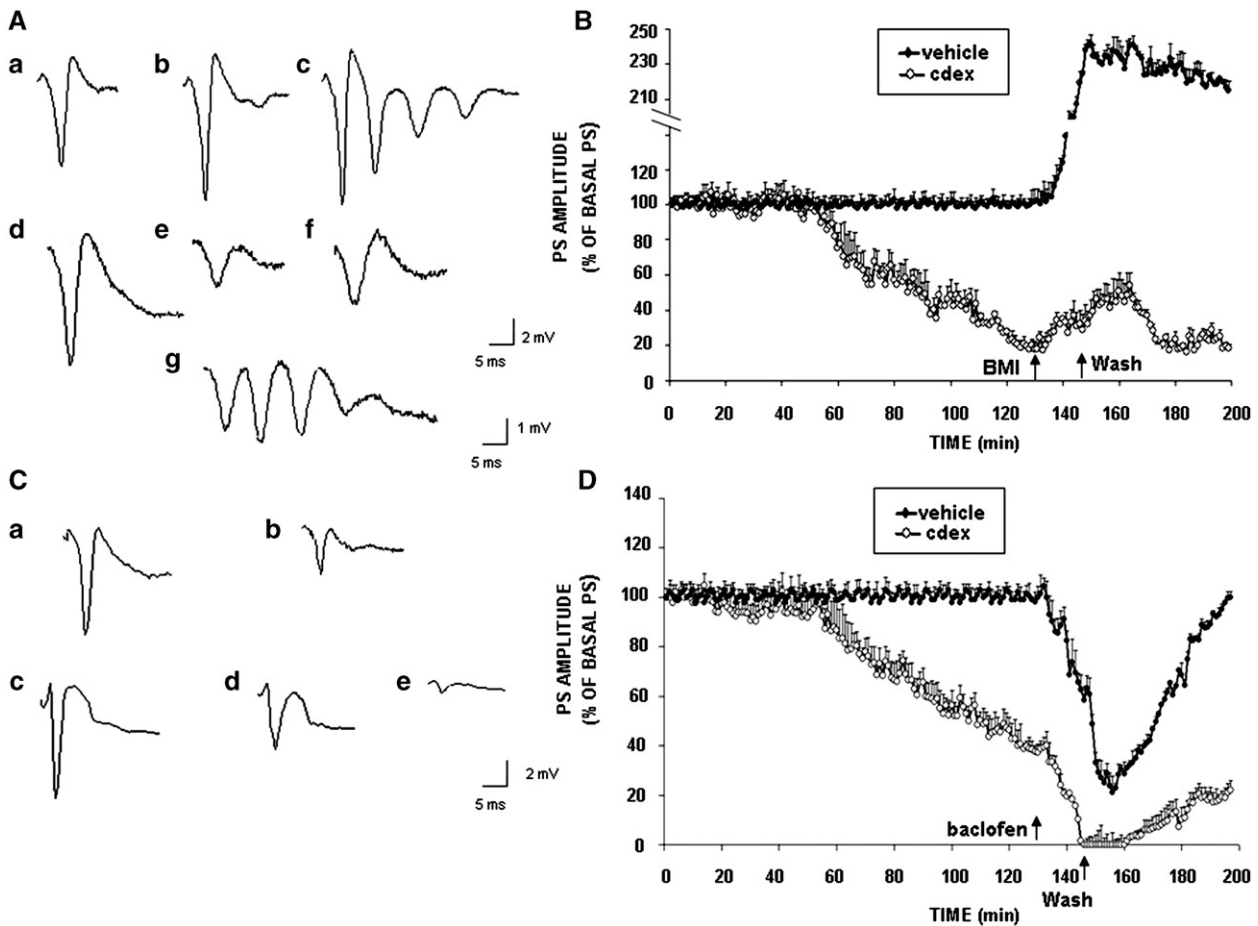 A
a
b
c
d
e
f
2 mV
5 ms
g
1 mV
5 ms
B
vehicle
cdex
PS AMPLITUDE
(% OF BASAL PS)
250
230
210
120
100
80
60
40
20
0
BMI
Wash
0 20 40 60 80 100 120 140 160 180 200
TIME (min)
C
a
b
c
d
e
2 mV
5 ms
D
vehicle
cdex
PS AMPLITUDE
(% OF BASAL PS)
140
120
100
80
60
40
20
0
baclofen
0 20 40 60 80 100 120 140 160 180 200
Wash
TIME (min)